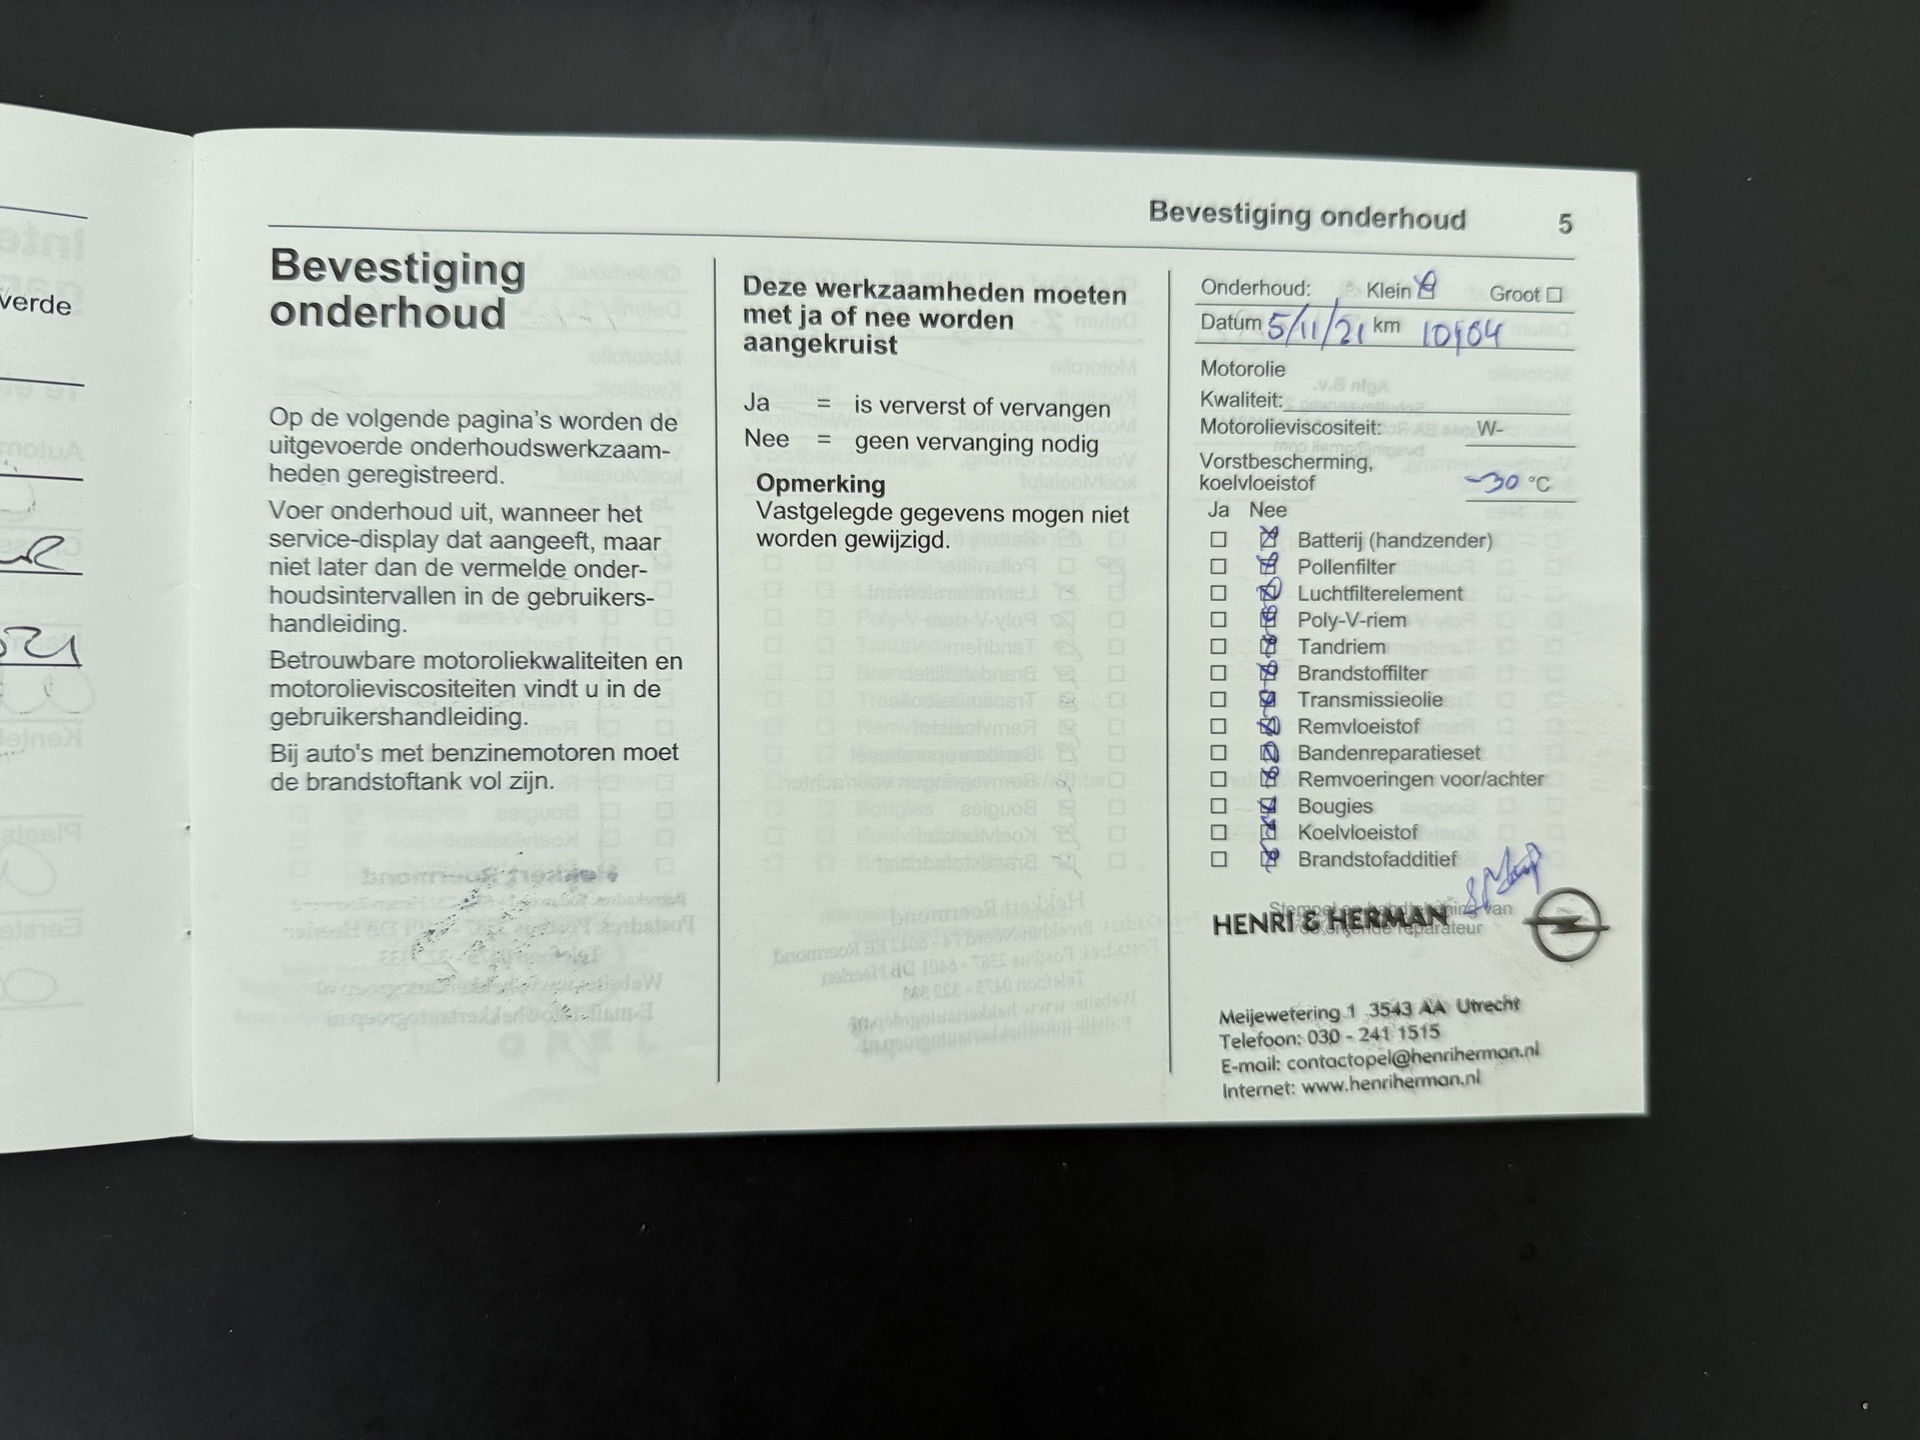 verde
Bevestiging onderhoud 5
Bevestiging
onderhoud
Op de volgende pagina's worden de
uitgevoerde onderhoudswerkzaam-
heden geregistreerd.
Voer onderhoud uit, wanneer het
service-display dat aangeeft, maar
niet later dan de vermelde onder-
houdsintervallen in de gebruikers-
handleiding.
Betrouwbare motoroliekwaliteiten en
motorolieviscositeiten vindt u in de
gebruikershandleiding.
Bij auto's met benzinemotoren moet
de brandstoftank vol zijn.
Deze werkzaamheden moeten
met ja of nee worden
aangekruist
Ja = is ververst of vervangen
Nee = geen vervanging nodig
Opmerking
Vastgelegde gegevens mogen niet
worden gewijzigd.
Onderhoud: Klein Groot
Datum 5/11/21 km
Motorolie
Kwaliteit:
Motorolieviscositeit: W-
Vorstbescherming,
koelvloeistof -30 °C
Ja Nee
Batterij (handzender)
Pollenfilter
Luchtfilterelement
Poly-V-riem
Tandriem
Brandstoffilter
Transmissieolie
Remvloeistof
Bandenreparatieset
Remvoeringen voor/achter
Bougies
Koelvloeistof
Brandstofadditief
HENRI & HERMAN
Meijewetering 1 3543 AA Utrecht
Telefoon: 030 - 241 1515
E-mail: contactopel@henriherman.nl
Internet: www.henriherman.nl